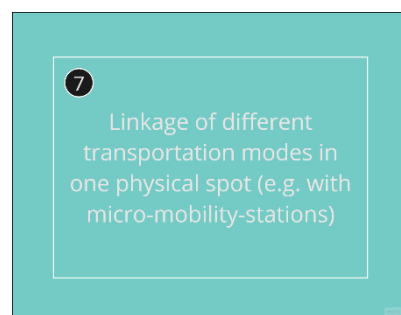 7
Linkage of different
transportation modes in
one physical spot (e.g. with
micro-mobility-stations)